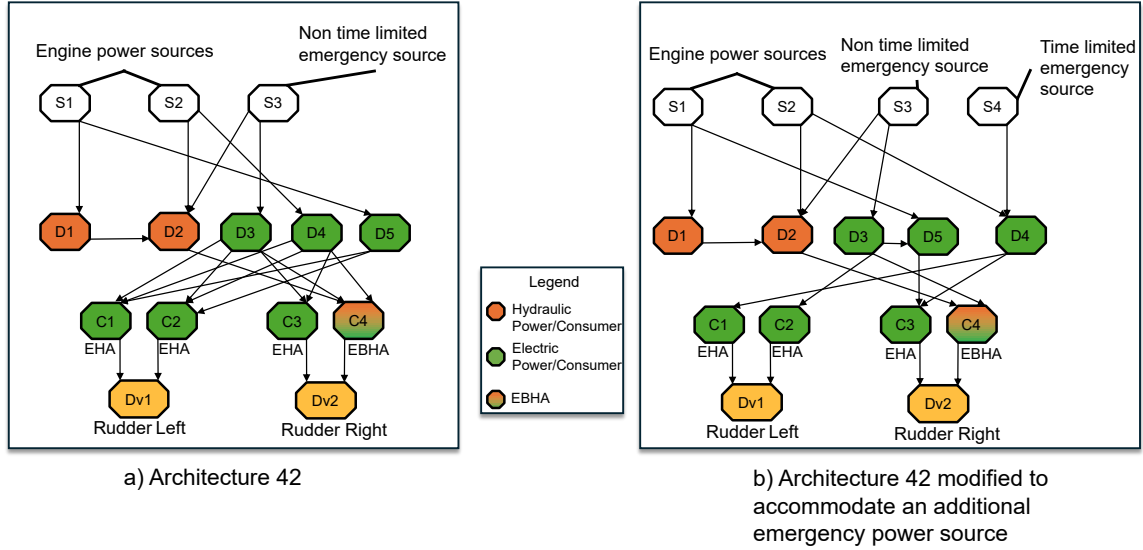 Engine power sources
Non time limited
emergency source
S1
S2
S3
D1
D2
D3
D4
D5
C1
C2
C3
C4
EHA
EHA
EHA
EBHA
Dv1
Dv2
Rudder Left
Rudder Right
a) Architecture 42
Legend
Hydraulic
Power/Consumer
Electric
Power/Consumer
EBHA
Engine power sources
Non time limited
emergency source
Time limited
emergency
source
S1
S2
S3
S4
D1
D2
D3
D5
D4
C1
C2
C3
C4
EHA
EHA
EHA
EBHA
Dv1
Dv2
Rudder Left
Rudder Right
b) Architecture 42 modified to
accommodate an additional
emergency power source